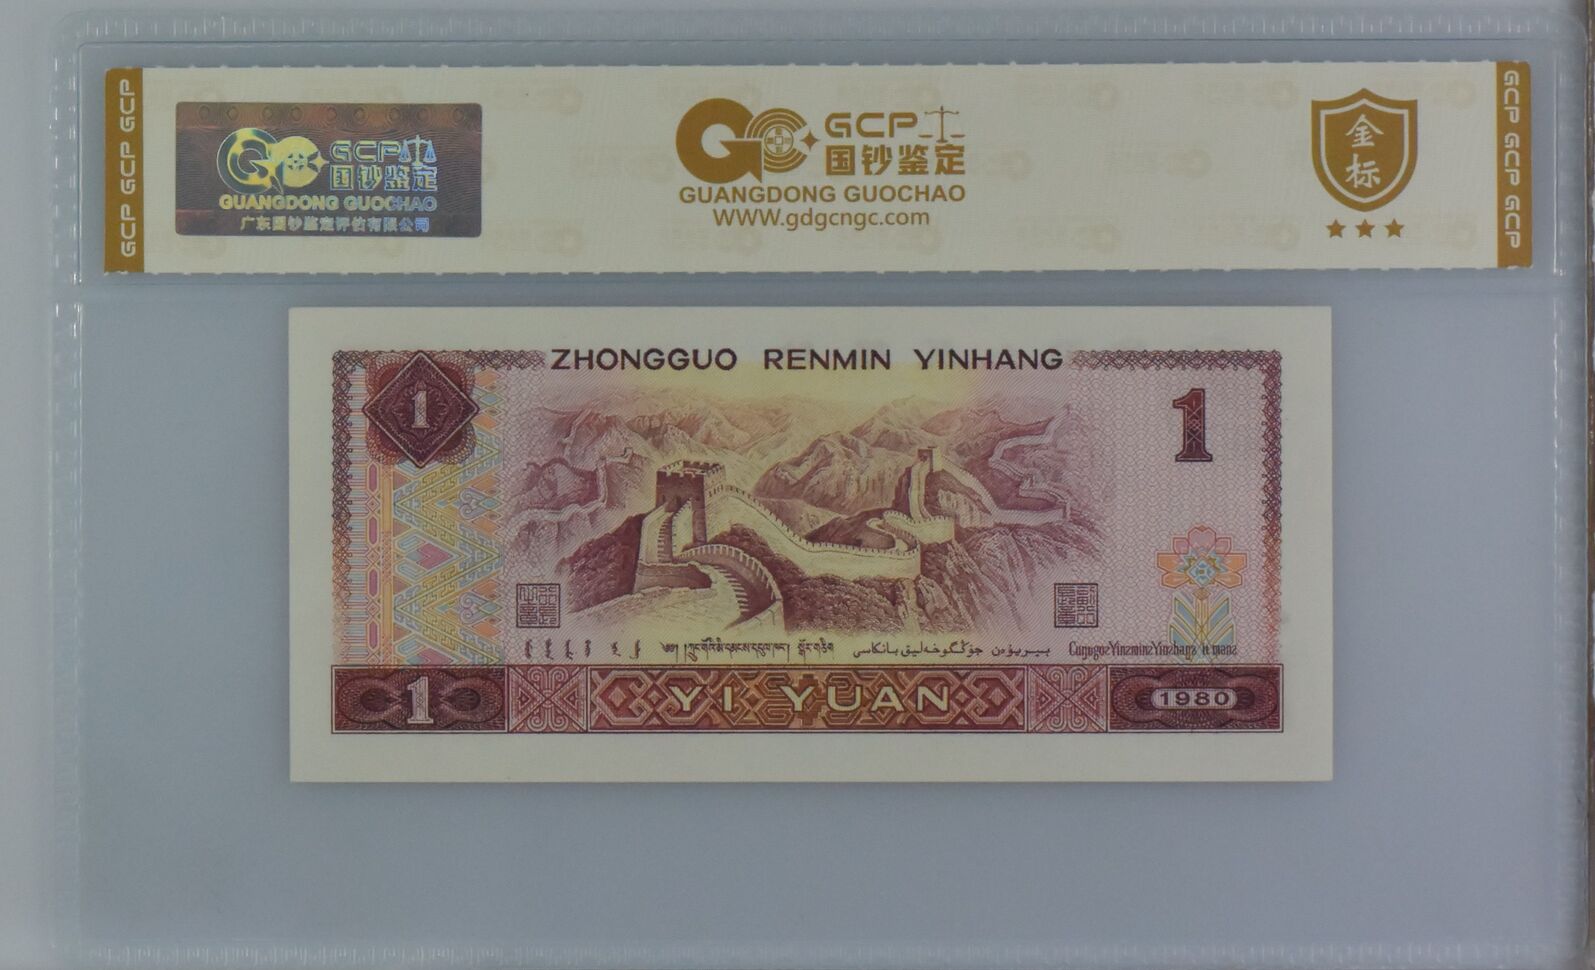 GCP GCP GCP
GCP
国钞鉴定
GUANGDONG GUOCHAO
广东国钞鉴定评估有限公司
GCP
国钞鉴定
GUANGDONG GUOCHAO
WWW.gdgcngc.com
金标
GCP GCP GCP
ZHONGGUO RENMIN YINHANG
1
1
YI YUAN
1
1980